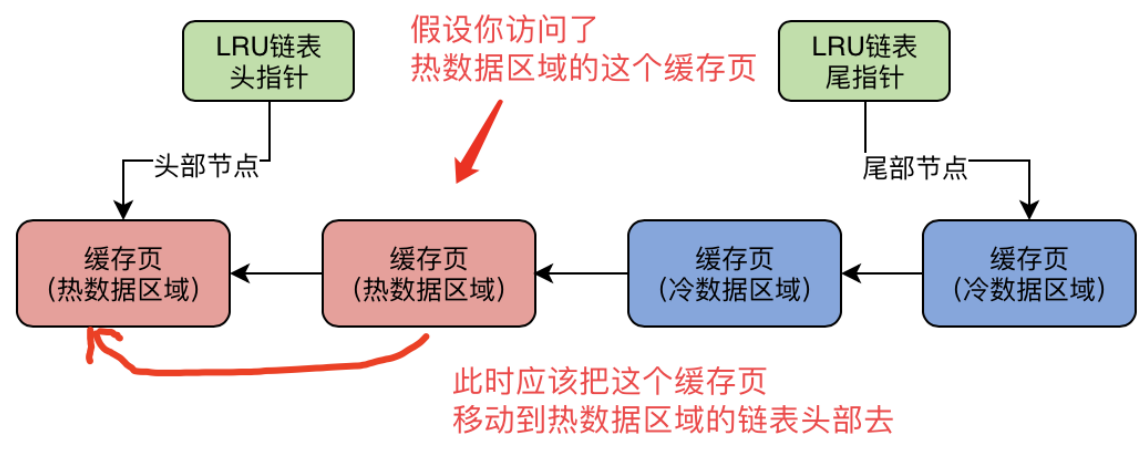 LRU链表
头指针
假设你访问了
热数据区域的这个缓存页
LRU链表
尾指针
头部节点
尾部节点
缓存页
（热数据区域）
缓存页
（热数据区域）
缓存页
（冷数据区域）
缓存页
（冷数据区域）
此时应该把这个缓存页
移动到热数据区域的链表头部去